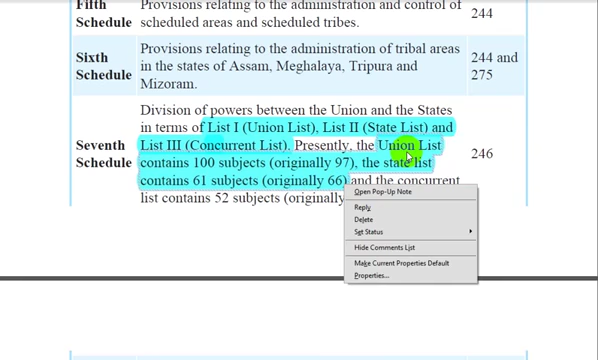 Fifth
Schedule
Provisions relating to the administration and control of
scheduled areas and scheduled tribes.
244
Sixth
Schedule
Provisions relating to the administration of tribal areas
in the states of Assam, Meghalaya, Tripura and
Mizoram.
244 and
275
Seventh
Schedule
Division of powers between the Union and the States
in terms of List I (Union List), List II (State List) and
List III (Concurrent List). Presently, the Union List
contains 100 subjects (originally 97), the state list
contains 61 subjects (originally 66) and the concurrent
list contains 52 subjects (originally
246
Open Pop-Up Note
Reply
Delete
Set Status
Hide Comments List
Make Current Properties Default
Properties...